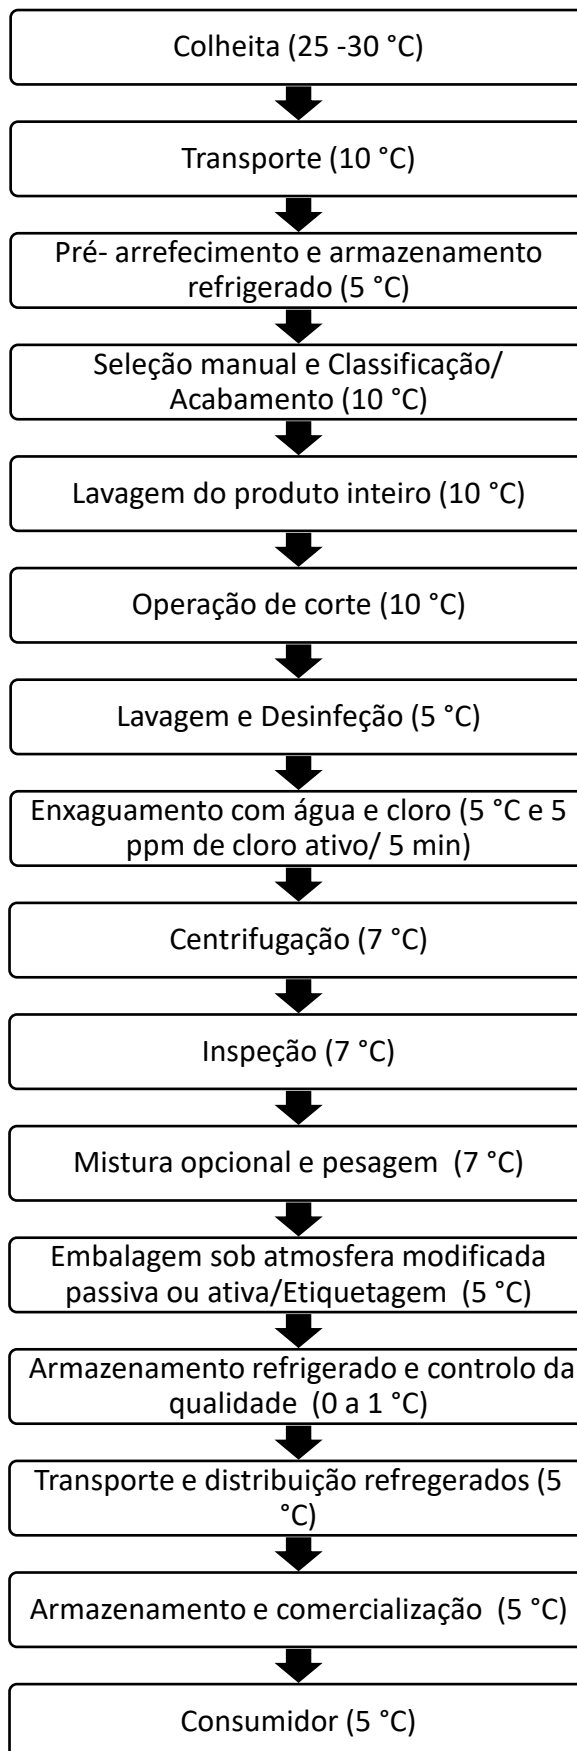 Colheita (25 -30 °C)
Transporte (10 °C)
Pré- arrefecimento e armazenamento
refrigerado (5 °C)
Seleção manual e Classificação/
Acabamento (10 °C)
Lavagem do produto inteiro (10 °C)
Operação de corte (10 °C)
Lavagem e Desinfeção (5 °C)
Enxaguamento com água e cloro (5 °C e 5
ppm de cloro ativo/ 5 min)
Centrifugação (7 °C)
Inspeção (7 °C)
Mistura opcional e pesagem (7 °C)
Embalagem sob atmosfera modificada
passiva ou ativa/Etiquetagem (5 °C)
Armazenamento refrigerado e controlo da
qualidade (0 a 1 °C)
Transporte e distribuição refregerados (5
°C)
Armazenamento e comercialização (5 °C)
Consumidor (5 °C)